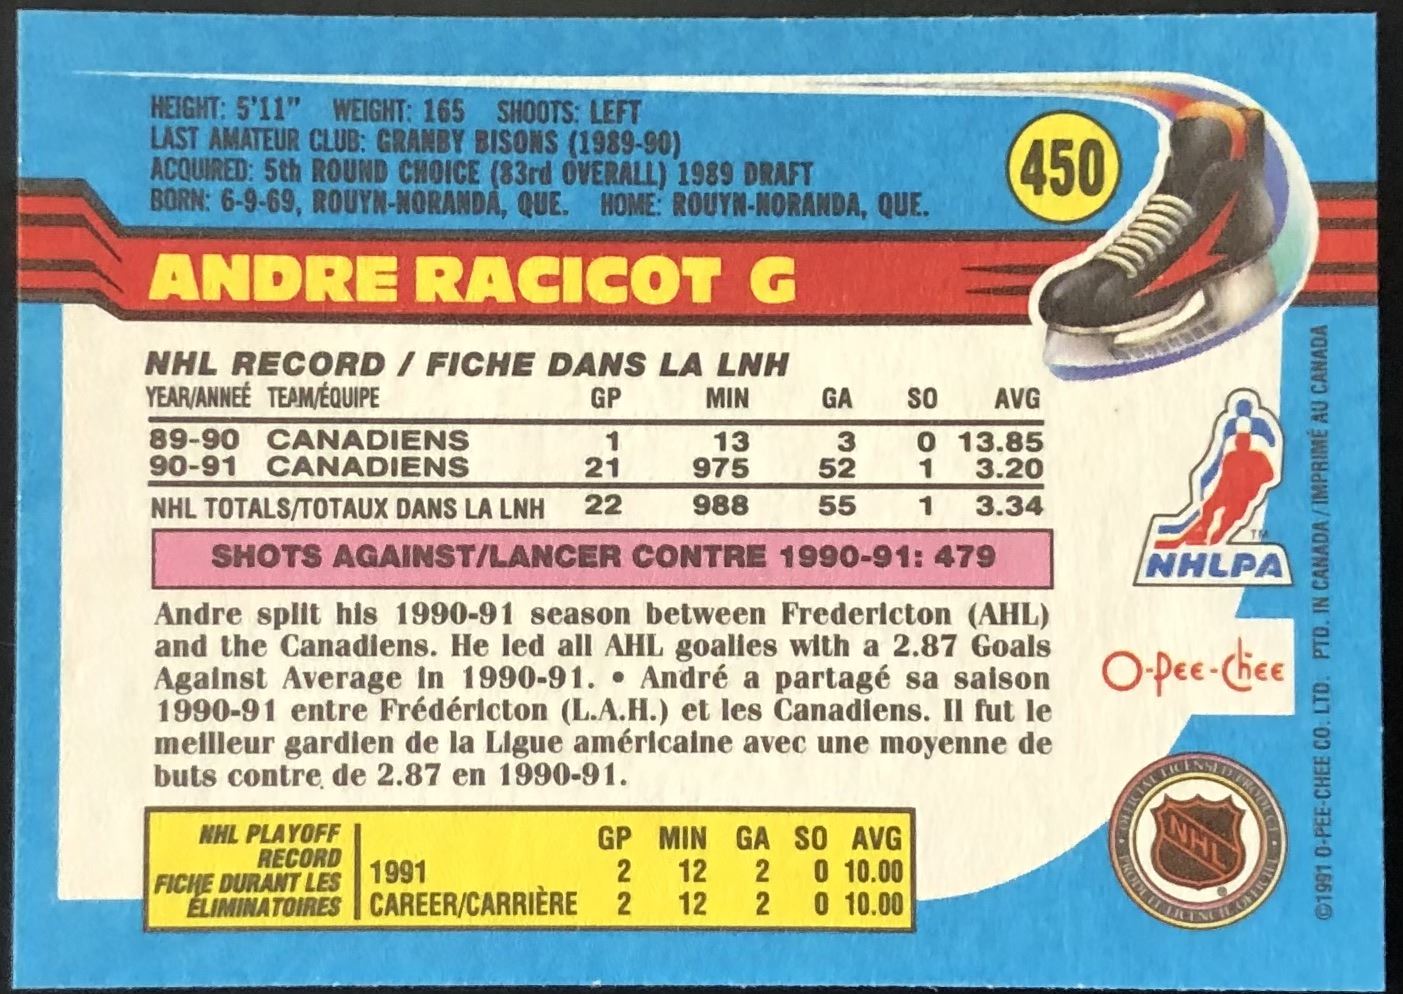 HEIGHT: 5'11" WEIGHT: 165 SHOOTS: LEFT
LAST AMATEUR CLUB: GRANBY BISONS (1989-90)
ACQUIRED: 5th ROUND CHOICE (83rd OVERALL) 1989 DRAFT
BORN: 6-9-69, ROUYN-NORANDA, QUE. HOME: ROUYN-NORANDA, QUE.
450
ANDRE RACICOT G
NHL RECORD / FICHE DANS LA LNH
YEAR/ANNEÉ TEAM/ÉQUIPE GP MIN GA SO AVG
89-90 CANADIENS 1 13 3 0 13.85
90-91 CANADIENS 21 975 52 1 3.20
NHL TOTALS/TOTAUX DANS LA LNH 22 988 55 1 3.34
SHOTS AGAINST/LANCER CONTRE 1990-91: 479
Andre split his 1990-91 season between Fredericton (AHL)
and the Canadiens. He led all AHL goalies with a 2.87 Goals
Against Average in 1990-91. • André a partagé sa saison
1990-91 entre Frédéricton (L.A.H.) et les Canadiens. Il fut le
meilleur gardien de la Ligue américaine avec une moyenne de
buts contre de 2.87 en 1990-91.
NHL PLAYOFF
RECORD
FICHE DURANT LES
ÉLIMINATOIRES
GP MIN GA SO AVG
1991 2 12 2 0 10.00
CAREER/CARRIÈRE 2 12 2 0 10.00
TM
NHLPA
O-Pee-Chee
OFFICIAL LICENSED PRODUCT
NHL
®
PRODUIT LICENCIÉ OFFICIEL
©1991 O-PEE-CHEE CO. LTD. PTD. IN CANADA/IMPRIMÉ AU CANADA